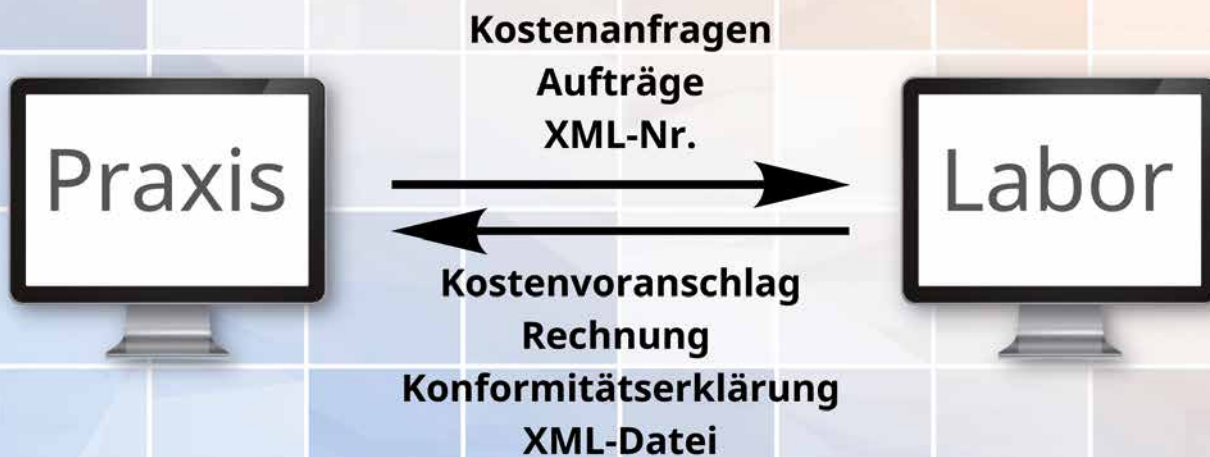 Kostenanfragen
Aufträge
XML-Nr.
Praxis
Labor
Kostenvoranschlag
Rechnung
Konformitätserklärung
XML-Datei